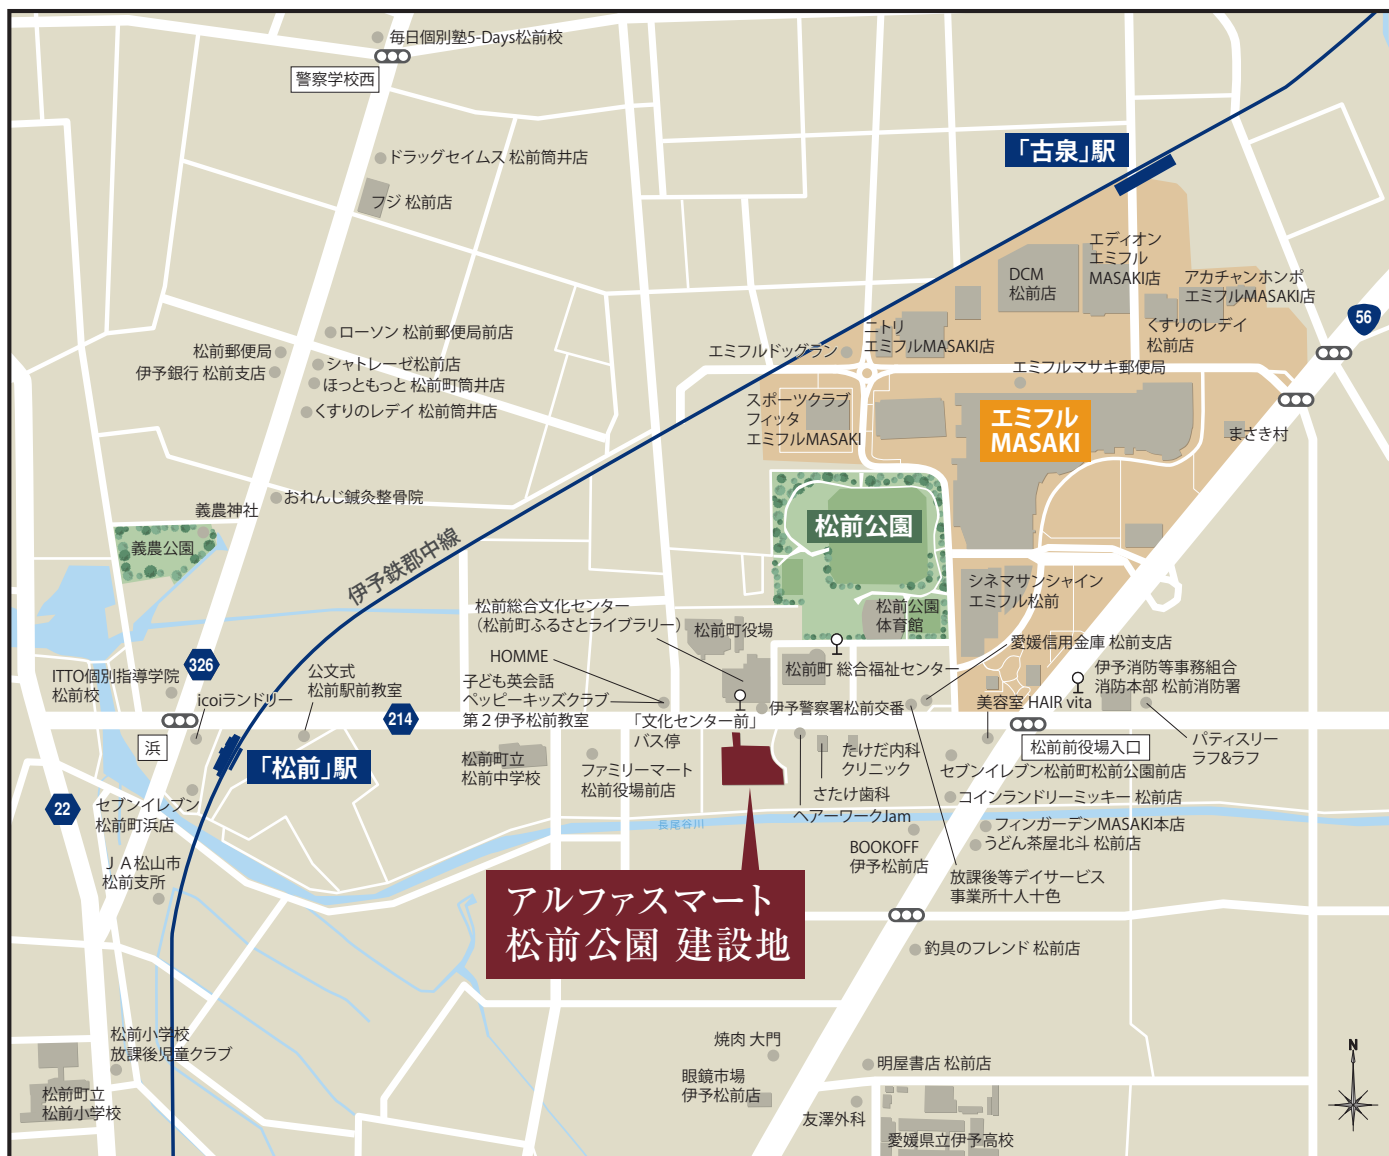 毎日個別塾5-Days松前校
警察学校西
ドラッグセイムス 松前筒井店
フジ 松前店
「古泉」駅
エディオン
エミフル
MASAKI店
DCM
松前店
アカチャンホンポ
エミフルMASAKI店
56
くすりのレデイ
松前店
ニトリ
エミフルMASAKI店
エミフルドッグラン
エミフルマサキ郵便局
ローソン 松前郵便局前店
松前郵便局
伊予銀行 松前支店
シャトレーゼ松前店
ほっともっと 松前町筒井店
くすりのレデイ 松前筒井店
スポーツクラブ
フィッタ
エミフルMASAKI
エミフル
MASAKI
まさき村
おれんじ鍼灸整骨院
義農神社
義農公園
松前公園
伊予鉄郡中線
シネマサンシャイン
エミフル松前
松前公園
体育館
松前総合文化センター
（松前町ふるさとライブラリー）
松前町役場
愛媛信用金庫 松前支店
松前町 総合福祉センター
伊予消防等事務組合
消防本部 松前消防署
HOMME
子ども英会話
ペッピーキッズクラブ
第２伊予松前教室
326
ITTO個別指導学院
松前校
icoiランドリー
公文式
松前駅前教室
214
「文化センター前」
バス停
伊予警察署松前交番
美容室 HAIR vita
浜
「松前」駅
松前町立
松前中学校
ファミリーマート
松前役場前店
たけだ内科
クリニック
さたけ歯科
ヘアーワークJam
松前前役場入口
パティスリー
ラフ&ラフ
セブンイレブン松前町松前公園前店
コインランドリーミッキー 松前店
フィンガーデンMASAKI本店
うどん茶屋北斗 松前店
22
セブンイレブン
松前町浜店
長尾谷川
BOOKOFF
伊予松前店
放課後等デイサービス
事業所十人十色
ＪＡ松山市
松前支所
アルファスマート
松前公園 建設地
釣具のフレンド 松前店
松前小学校
放課後児童クラブ
松前町立
松前小学校
焼肉 大門
眼鏡市場
伊予松前店
明屋書店 松前店
友澤外科
愛媛県立伊予高校
N